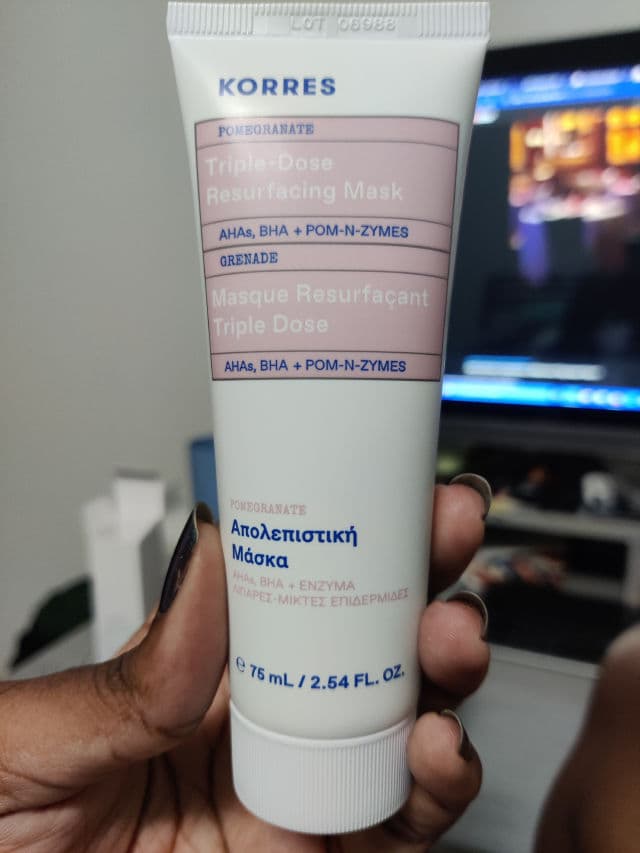 LOT 06988
KORRES
POMEGRANATE
Triple-Dose
Resurfacing Mask
AHAs, BHA + POM-N-ZYMES
GRENADE
Masque Resurfaçant
Triple Dose
AHAs, BHA + POM-N-ZYMES
POMEGRANATE
Απολεπιστική
Μάσκα
AHAs, BHA + ENZYMA
ΛΙΠΑΡΕΣ-ΜΙΚΤΕΣ ΕΠΙΔΕΡΜΙΔΕΣ
℮ 75 mL / 2.54 FL. OZ.